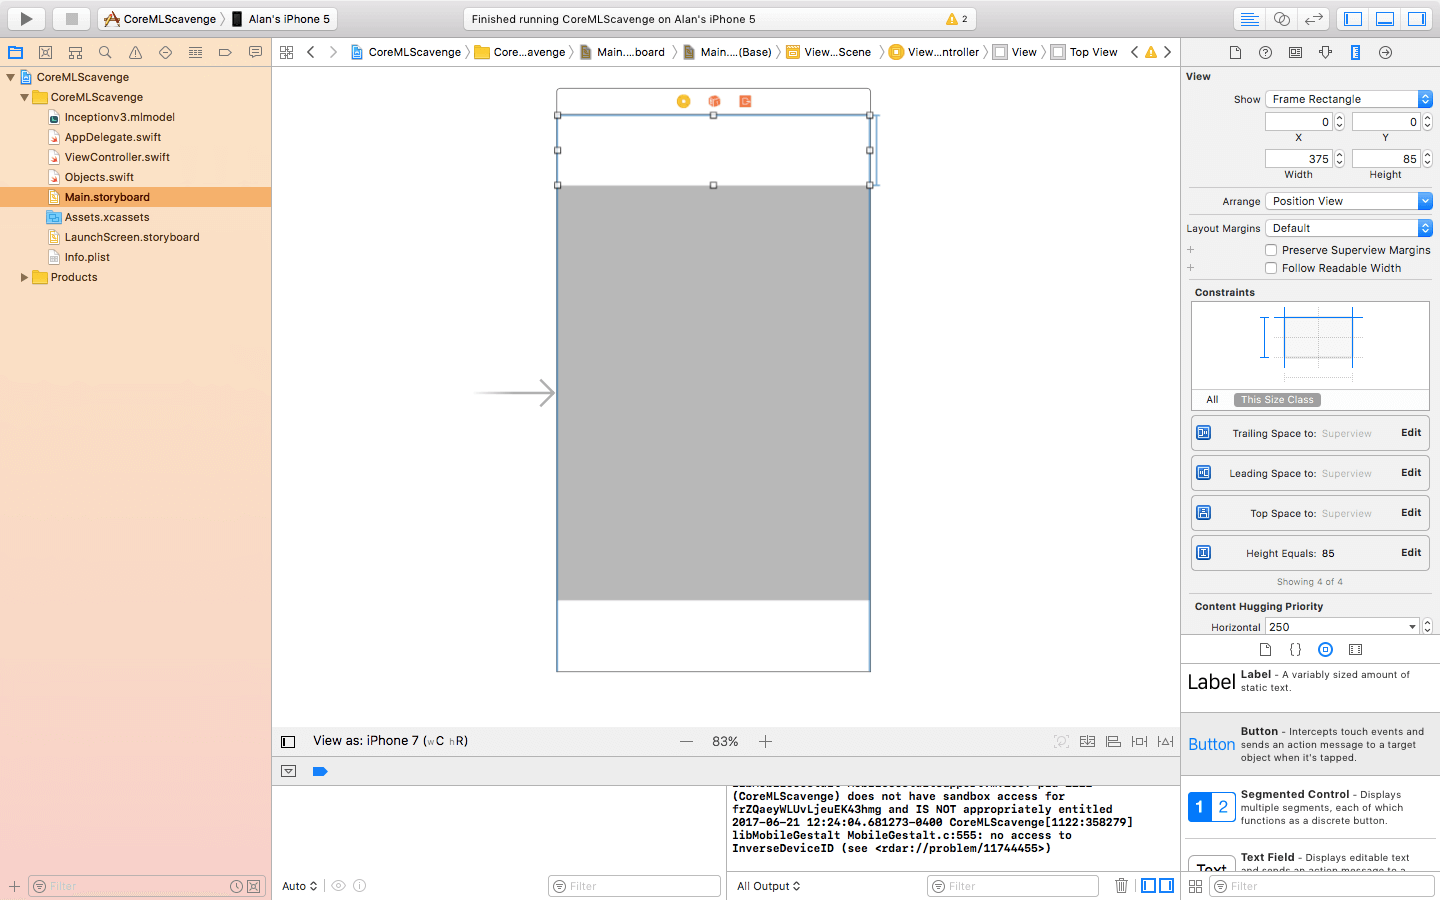 CoreMLScavenge
Alan's iPhone 5
Finished running CoreMLScavenge on Alan's iPhone 5
2
CoreMLScavenge
Core...avenge
Main....board
Main....(Base)
View...Scene
View...ntroller
View
Top View
CoreMLScavenge
CoreMLScavenge
Inceptionv3.mlmodel
AppDelegate.swift
ViewController.swift
Objects.swift
Main.storyboard
Assets.xcassets
LaunchScreen.storyboard
Info.plist
Products
Filter
View as: iPhone 7 (wC hR)
83%
(CoreMLScavenge) does not have sandbox access for
frZQaeyWLUvLjeuEK43hmg and IS NOT appropriately entitled
2017-06-21 12:24:04.681273-0400 CoreMLScavenge[1122:358279]
libMobileGestalt MobileGestalt.c:555: no access to
InverseDeviceID (see <rdar://problem/11744455>)
Auto
Filter
All Output
Filter
View
Show
Frame Rectangle
0
0
X
Y
375
85
Width
Height
Arrange
Position View
Layout Margins
Default
Preserve Superview Margins
Follow Readable Width
Constraints
All
This Size Class
Trailing Space to: Superview
Edit
Leading Space to: Superview
Edit
Top Space to: Superview
Edit
Height Equals: 85
Edit
Showing 4 of 4
Content Hugging Priority
Horizontal
250
{}
Label
Label - A variably sized amount of
static text.
Button
Button - Intercepts touch events and
sends an action message to a target
object when it's tapped.
1 2
Segmented Control - Displays
multiple segments, each of which
functions as a discrete button.
Text
Text Field - Displays editable text
and sends an action message to a
Filter